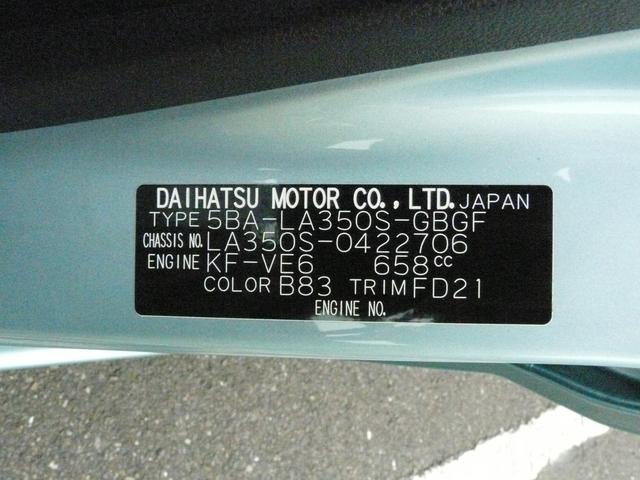 DAIHATSU MOTOR CO., LTD. JAPAN
TYPE 5BA-LA350S-GBGF
CHASSIS NO. LA350S-0422706
ENGINE KF-VE6 658cc
COLOR B83 TRIM FD21
ENGINE NO.